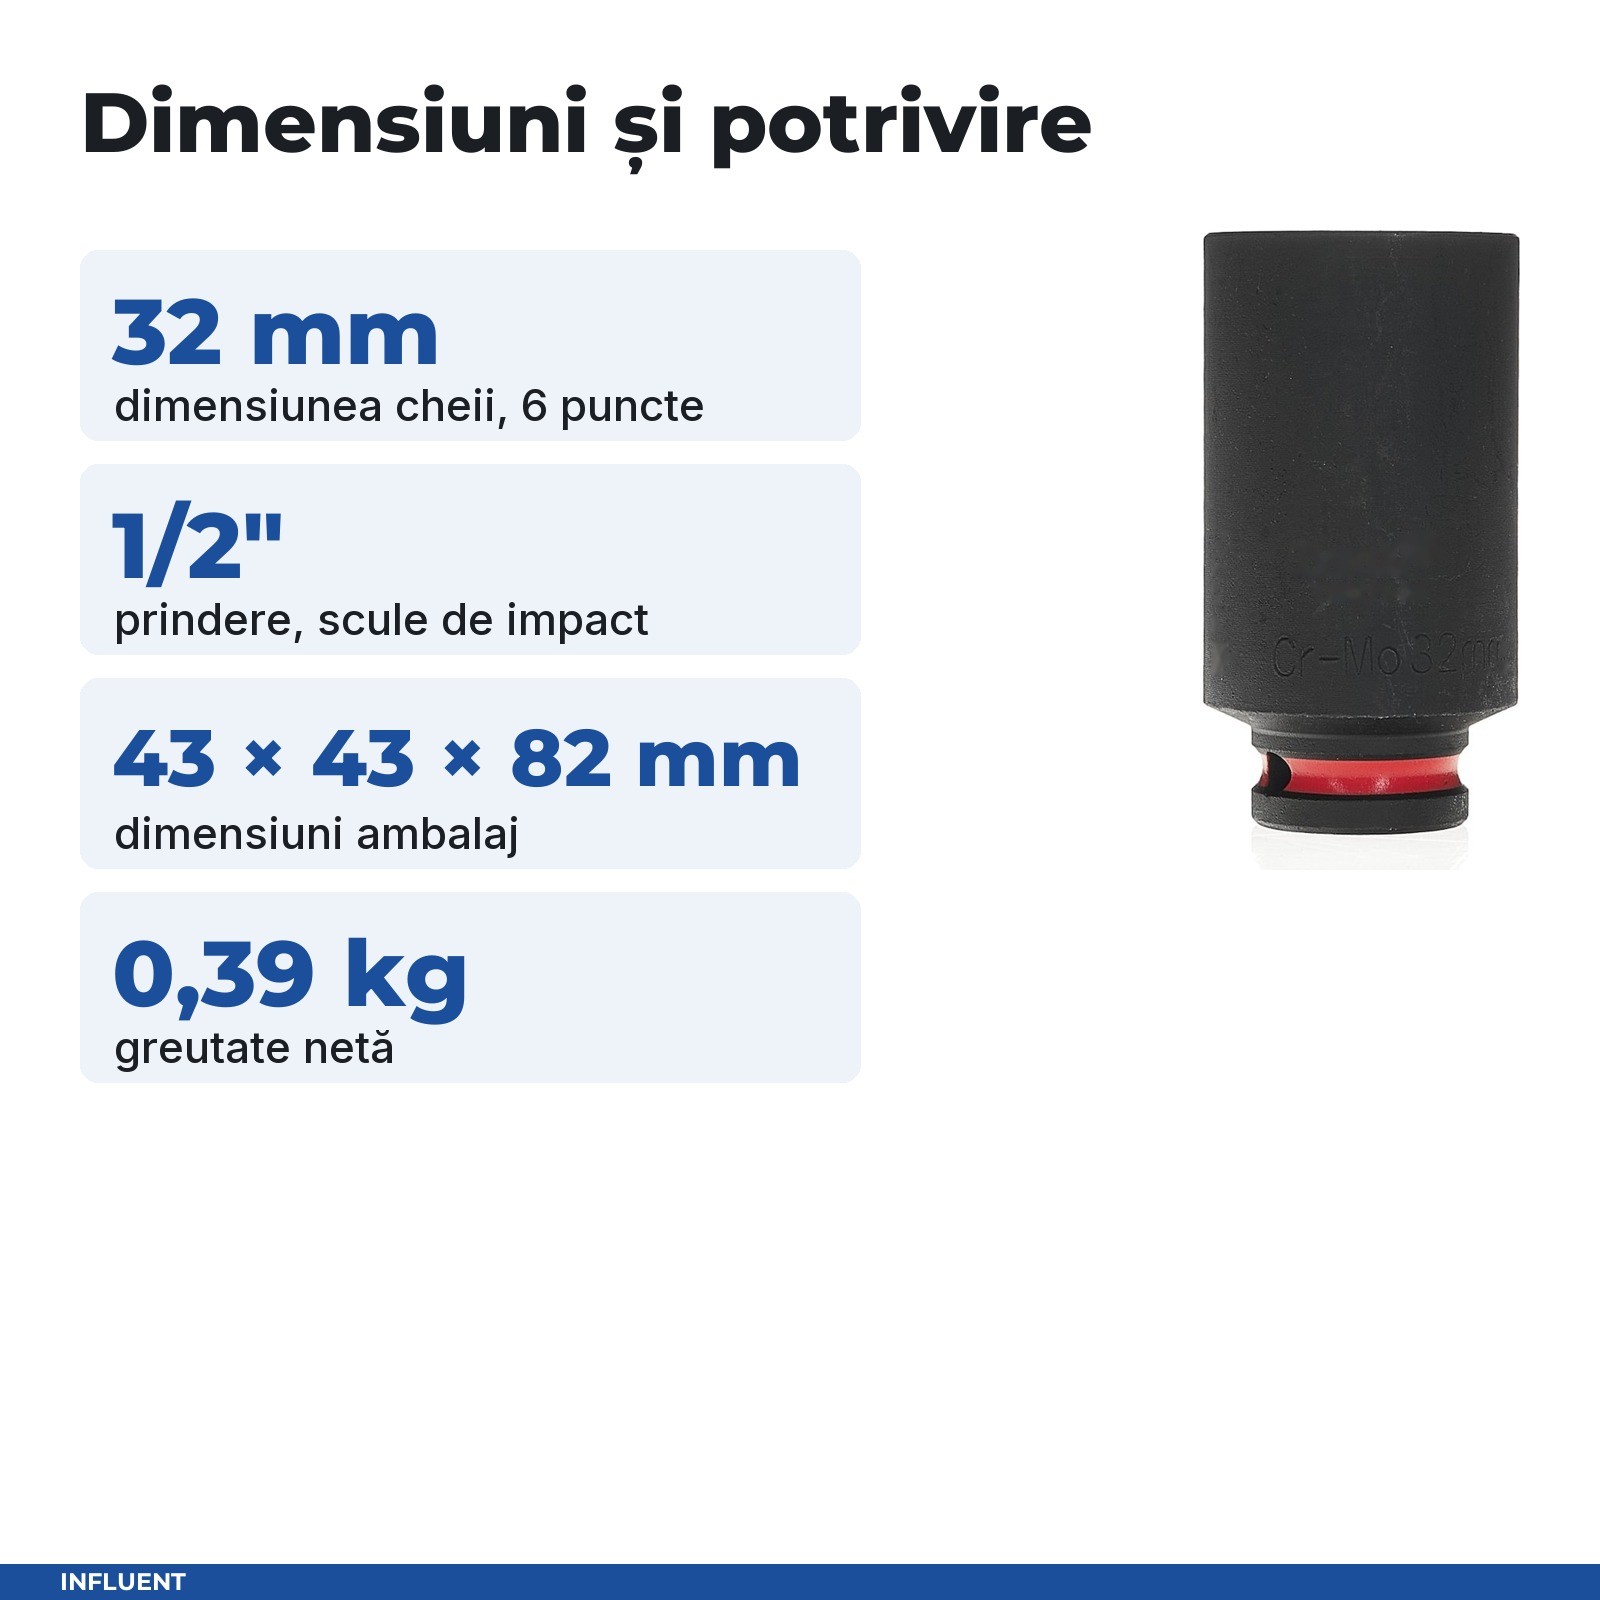 Dimensiuni și potrivire
32 mm
dimensiunea cheii, 6 puncte
1/2"
prindere, scule de impact
43 × 43 × 82 mm
dimensiuni ambalaj
0,39 kg
greutate netă
Cr-Mo 32mm
INFLUENT